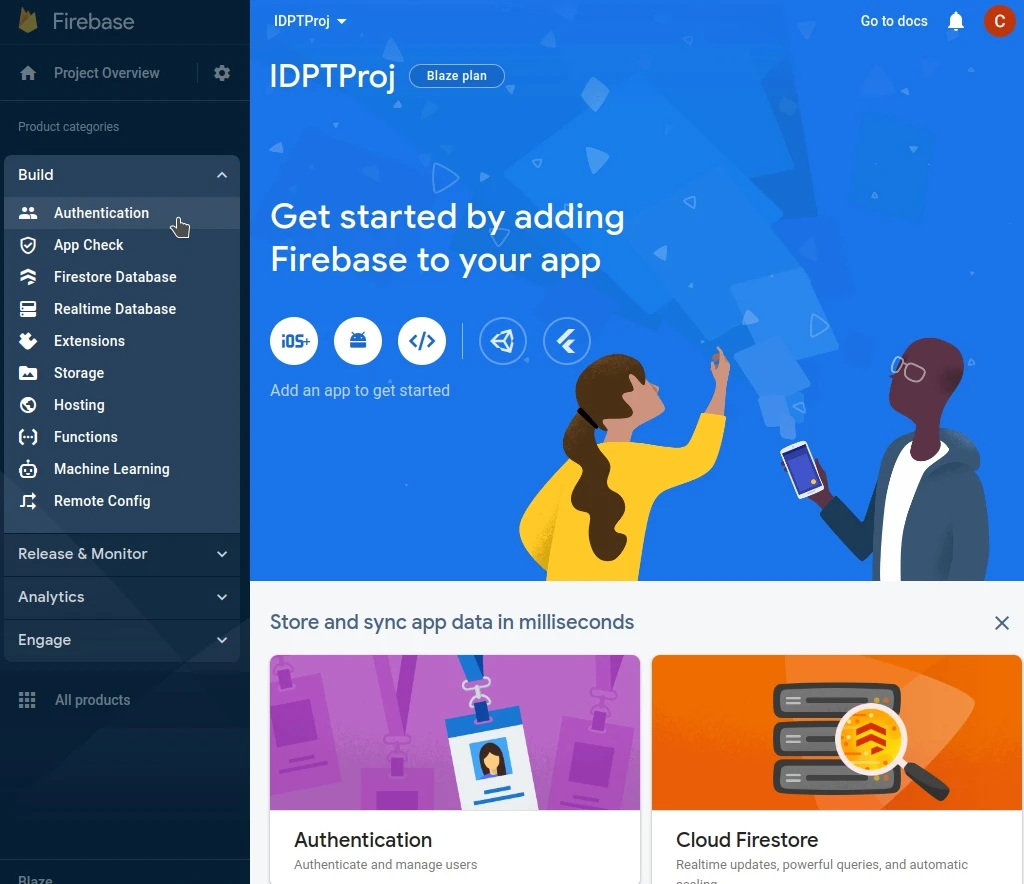 Firebase
IDPTProj
Go to docs
C
Project Overview
IDPTProj
Blaze plan
Product categories
Build
Authentication
App Check
Firestore Database
Realtime Database
Extensions
Storage
Hosting
Functions
Machine Learning
Remote Config
Release & Monitor
Analytics
Engage
All products
Blaze
Get started by adding
Firebase to your app
iOS+
Add an app to get started
Store and sync app data in milliseconds
Authentication
Authenticate and manage users
Cloud Firestore
Realtime updates, powerful queries, and automatic
scaling